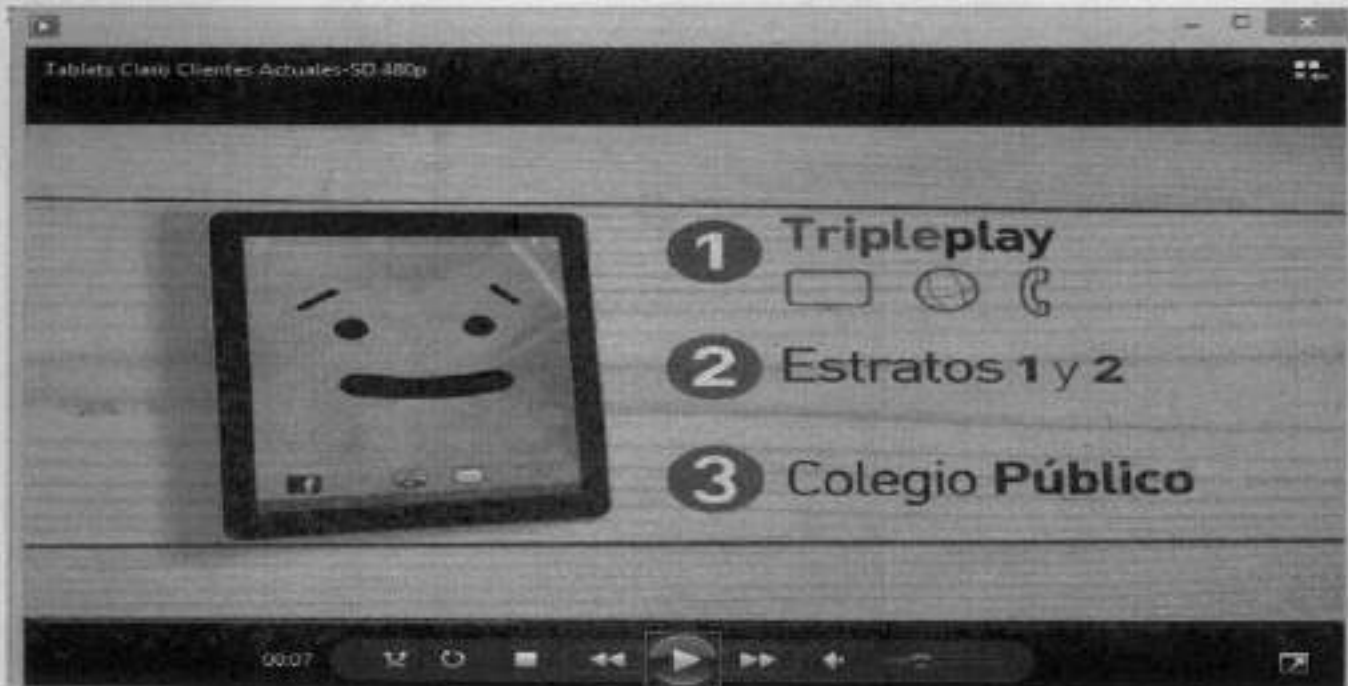 Tablets Claro Clientes Actuales-SD 480p
1 Tripleplay
2 Estratos 1 y 2
3 Colegio Público
00:07